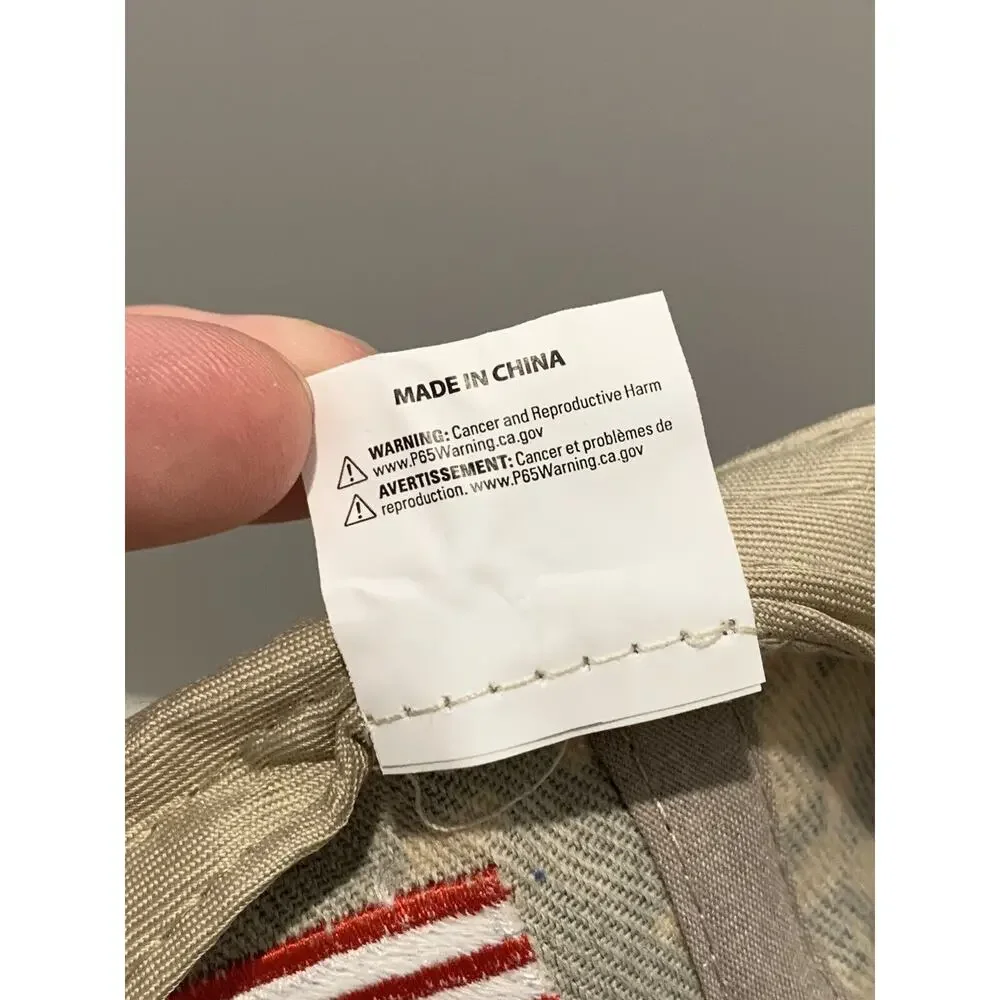 MADE IN CHINA
WARNING: Cancer and Reproductive Harm
www.P65Warning.ca.gov
AVERTISSEMENT: Cancer et problèmes de
reproduction. www.P65Warning.ca.gov